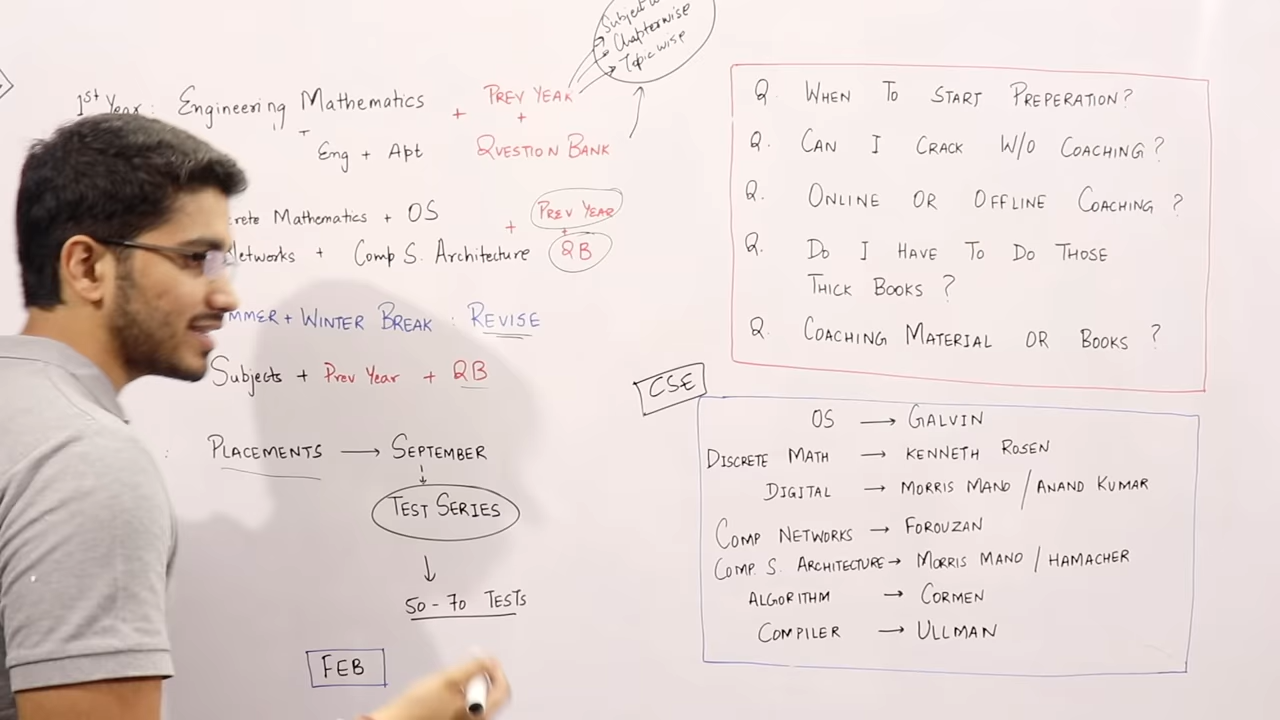 Subject
Chapterwise
Topicwise
1st Year: Engineering Mathematics + PREV YEAR
+
Eng + Apt QUESTION BANK
crete Mathematics + OS + PREV YEAR
+
Networks + Comp S. Architecture QB
MMER + WINTER BREAK : REVISE
Subjects + Prev Year + QB
: PLACEMENTS → SEPTEMBER
TEST SERIES
50 - 70 TESTS
FEB
Q. WHEN TO START PREPERATION?
Q. CAN I CRACK W/O COACHING?
Q. ONLINE OR OFFLINE COACHING?
Q. DO I HAVE TO DO THOSE
THICK BOOKS?
Q. COACHING MATERIAL OR BOOKS?
CSE
OS → GALVIN
DISCRETE MATH → KENNETH ROSEN
DIGITAL → MORRIS MANO / ANAND KUMAR
COMP NETWORKS → FOROUZAN
COMP. S. ARCHITECTURE → MORRIS MANO / HAMACHER
ALGORITHM → CORMEN
COMPILER → ULLMAN